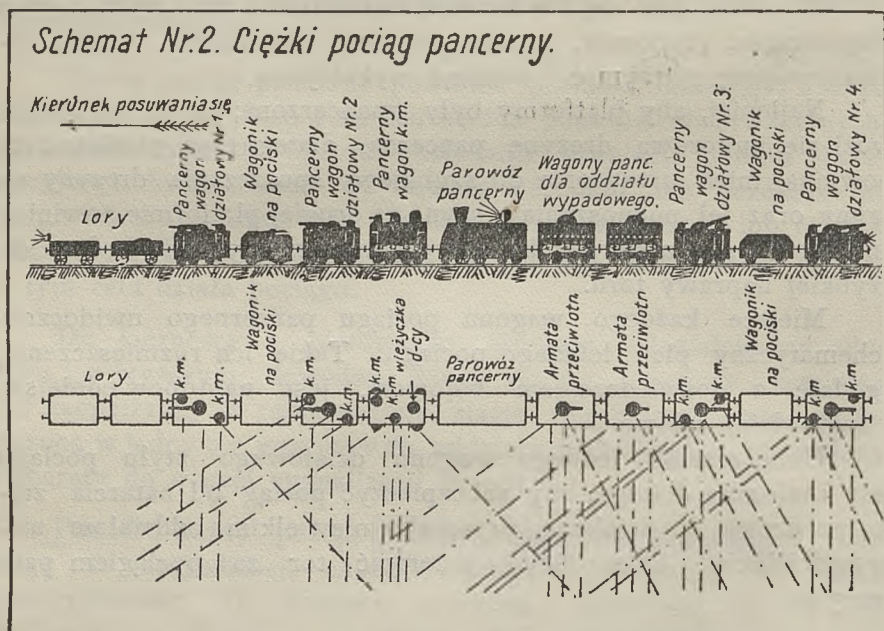 Schemat Nr. 2. Ciężki pociąg pancerny.
Kierunek posuwania się
Lory
Pancerny
wagon
działowy Nr 1.
Wagonik
na pociski
Pancerny
wagon
działowy Nr. 2
Pancerny
wagon k.m.
Parowóz
pancerny
Wagony panc.
dla oddziału
wypadowego.
Pancerny
wagon
działowy Nr. 3.
Wagonik
na pociski
Pancerny
wagon
działowy Nr. 4.
Lory
k.m.
k.m.
Wagonik
na pociski
k.m.
k.m
k.m
k.m
wieżyczka
d-cy
Parowóz
pancerny
Armata
przeciwlotn
Armata
przeciwlotn
k.m
k.m
Wagonik
na pociski
k.m
k.m